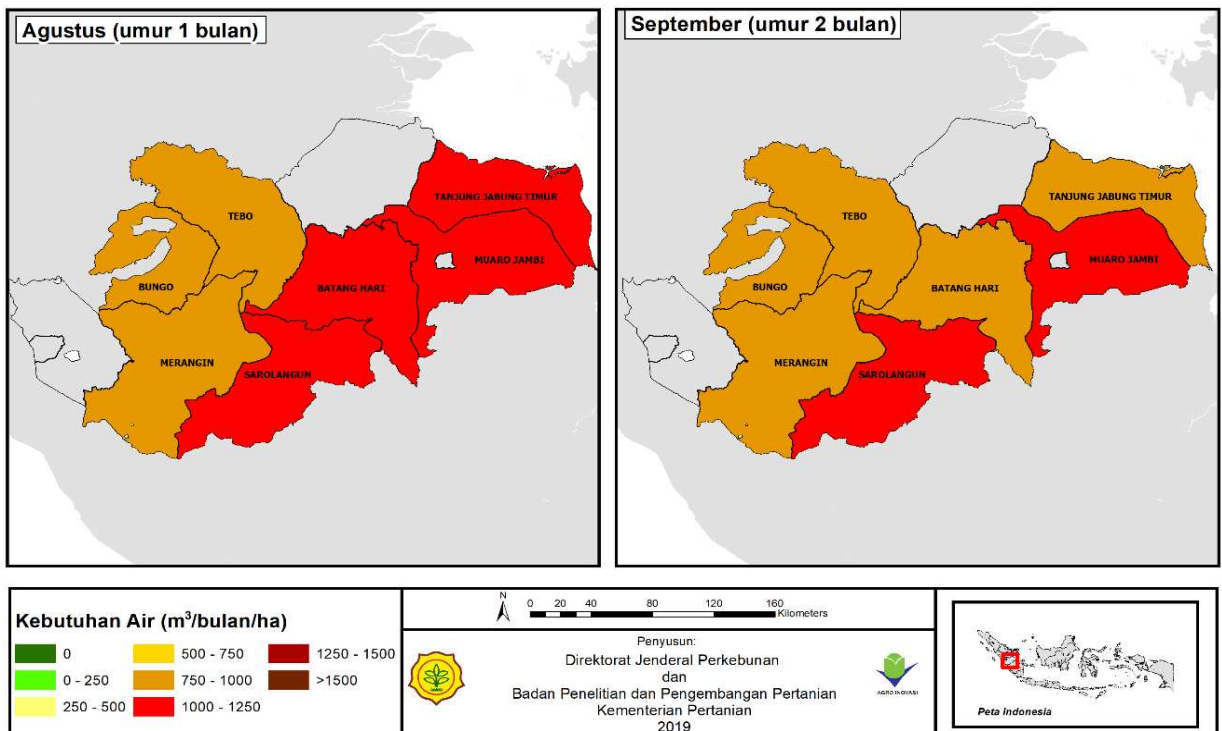 Agustus (umur 1 bulan)
TANJUNG JABUNG TIMUR
TEBO
MUARO JAMBI
BUNGO
BATANG HARI
MERANGIN
SAROLANGUN
September (umur 2 bulan)
TANJUNG JABUNG TIMUR
TEBO
MUARO JAMBI
BUNGO
BATANG HARI
MERANGIN
SAROLANGUN
Kebutuhan Air (m³/bulan/ha)
0
0 - 250
250 - 500
500 - 750
750 - 1000
1000 - 1250
1250 - 1500
>1500
N
0 20 40 80 120 160
Kilometers
Penyusun:
Direktorat Jenderal Perkebunan
dan
Badan Penelitian dan Pengembangan Pertanian
Kementerian Pertanian
2019
AGRO INOVASI
Peta Indonesia